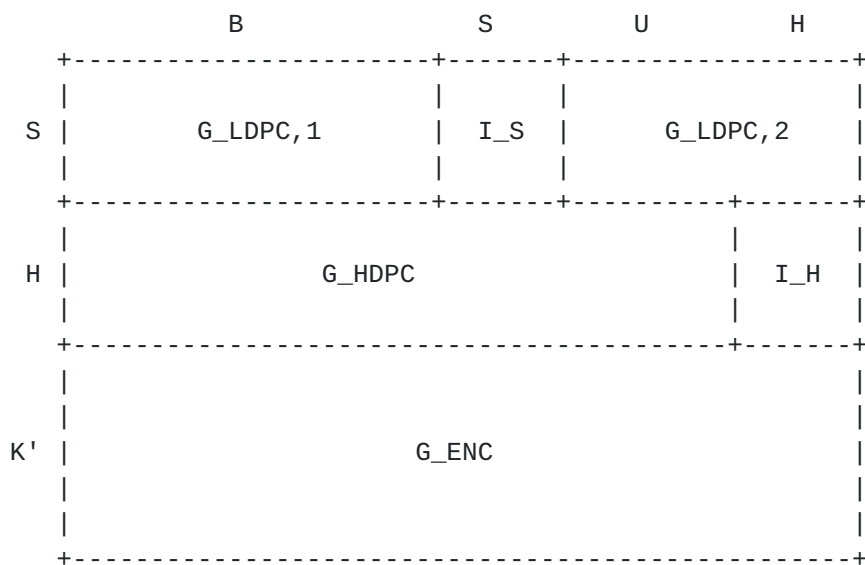 B S U H
S G_LDPC,1 I_S G_LDPC,2
H G_HDPC I_H
K' G_ENC